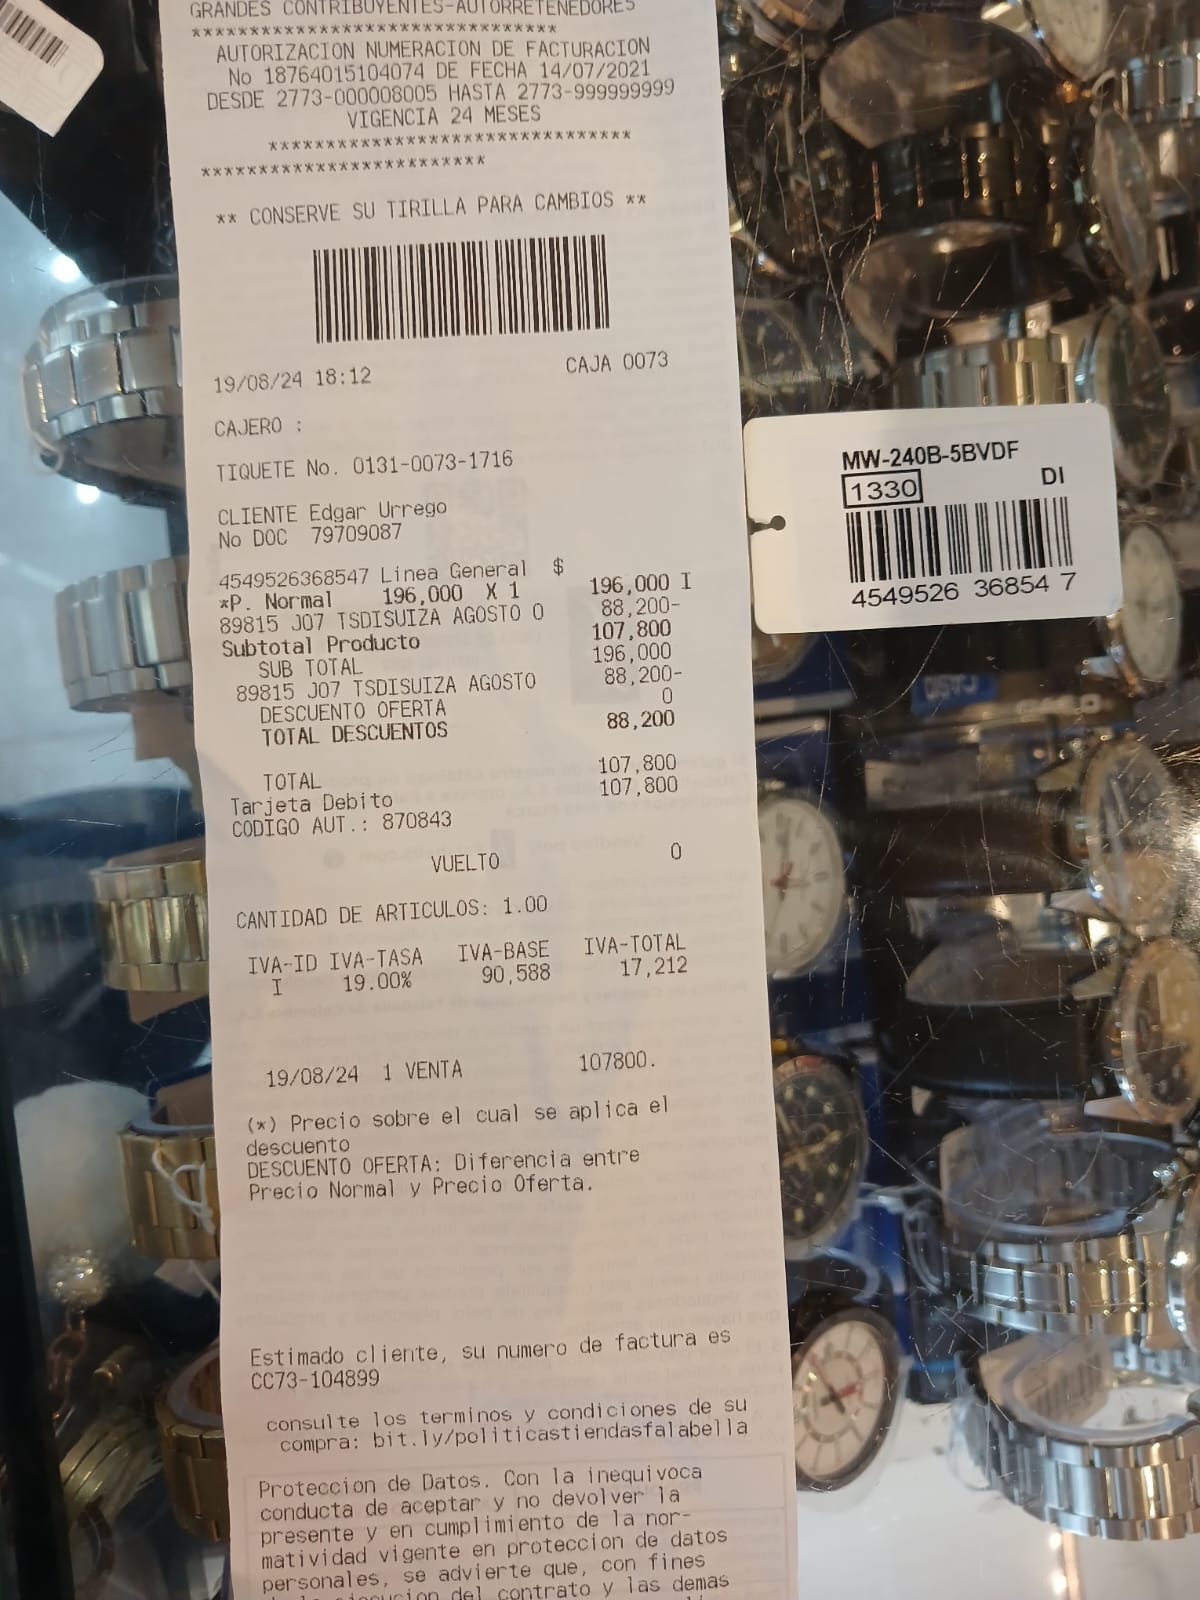 GRANDES CONTRIBUYENTES-AUTORRETENEDORES
********************************
AUTORIZACION NUMERACION DE FACTURACION
No 18764015104074 DE FECHA 14/07/2021
DESDE 2773-000008005 HASTA 2773-999999999
VIGENCIA 24 MESES
********************************
*************************
** CONSERVE SU TIRILLA PARA CAMBIOS **
19/08/24 18:12 CAJA 0073
CAJERO :
TIQUETE No. 0131-0073-1716
CLIENTE Edgar Urrego
No DOC 79709087
4549526368547 Linea General $
*P. Normal 196,000 X 1 196,000 I
89815 J07 TSDISUIZA AGOSTO O 88,200-
Subtotal Producto 107,800
SUB TOTAL 196,000
89815 J07 TSDISUIZA AGOSTO 88,200-
DESCUENTO OFERTA 0
TOTAL DESCUENTOS 88,200
TOTAL 107,800
Tarjeta Debito 107,800
CODIGO AUT.: 870843
VUELTO 0
CANTIDAD DE ARTICULOS: 1.00
IVA-ID IVA-TASA IVA-BASE IVA-TOTAL
I 19.00% 90,588 17,212
19/08/24 1 VENTA 107800.
(*) Precio sobre el cual se aplica el
descuento
DESCUENTO OFERTA: Diferencia entre
Precio Normal y Precio Oferta.
Estimado cliente, su numero de factura es
CC73-104899
consulte los terminos y condiciones de su
compra: bit.ly/politicastiendasfalabella
Proteccion de Datos. Con la inequivoca
conducta de aceptar y no devolver la
presente y en cumplimiento de la nor-
matividad vigente en proteccion de datos
personales, se advierte que, con fines
del contrato y las demas
MW-240B-5BVDF
1330 DI
4549526 36854 7
CASIO